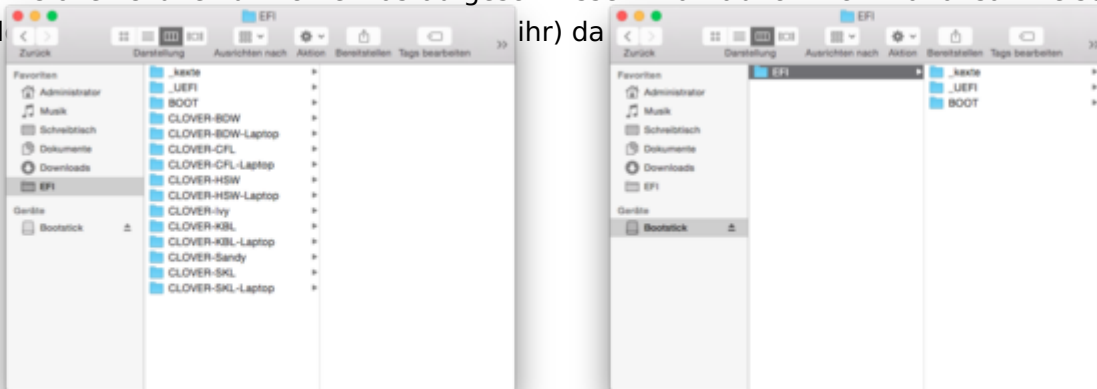 ihr) da
EFI
Zurück
Darstellung
Ausrichten nach
Aktion
Bereitstellen
Tags bearbeiten
Favoriten
Administrator
Musik
Schreibtisch
Dokumente
Downloads
EFI
Geräte
Bootstick
_kexte
_UEFI
BOOT
CLOVER-BDW
CLOVER-BDW-Laptop
CLOVER-CFL
CLOVER-CFL-Laptop
CLOVER-HSW
CLOVER-HSW-Laptop
CLOVER-Ivy
CLOVER-KBL
CLOVER-KBL-Laptop
CLOVER-Sandy
CLOVER-SKL
CLOVER-SKL-Laptop
EFI
Zurück
Darstellung
Ausrichten nach
Aktion
Bereitstellen
Tags bearbeiten
Favoriten
Administrator
Musik
Schreibtisch
Dokumente
Downloads
EFI
Geräte
Bootstick
EFI
_kexte
_UEFI
BOOT